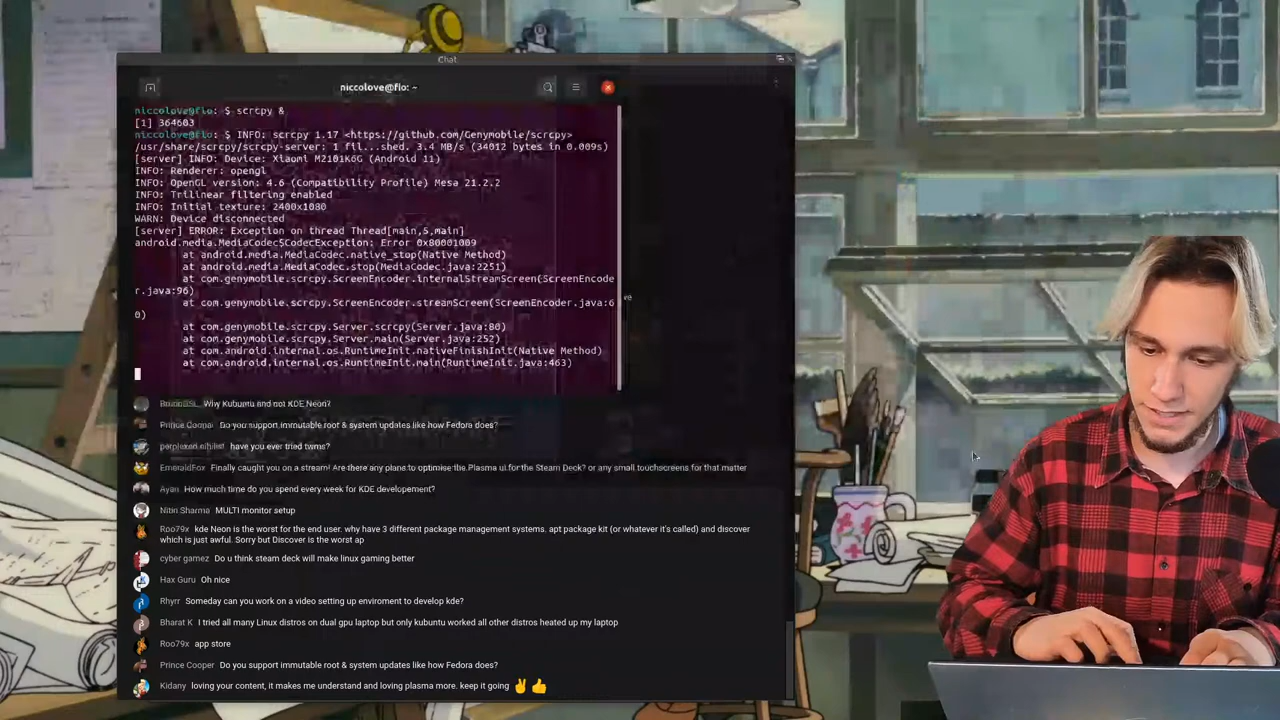 Chat
niccolove@flo: ~
niccolove@flo: $ scrcpy &
[1] 364603
niccolove@flo: $ INFO: scrcpy 1.17 <https://github.com/Genymobile/scrcpy>
/usr/share/scrcpy/scrcpy-server: 1 fil...shed. 3.4 MB/s (34012 bytes in 0.009s)
[server] INFO: Device: Xiaomi M2101K6G (Android 11)
INFO: Renderer: opengl
INFO: OpenGL version: 4.6 (Compatibility Profile) Mesa 21.2.2
INFO: Trilinear filtering enabled
INFO: Initial texture: 2400x1080
WARN: Device disconnected
[server] ERROR: Exception on thread Thread[main,5,main]
android.media.MediaCodec$CodecException: Error 0x80001009
at android.media.MediaCodec.native_stop(Native Method)
at android.media.MediaCodec.stop(MediaCodec.java:2251)
at com.genymobile.scrcpy.ScreenEncoder.internalStreamScreen(ScreenEncode
r.java:96)
at com.genymobile.scrcpy.ScreenEncoder.streamScreen(ScreenEncoder.java:6
0)
at com.genymobile.scrcpy.Server.scrcpy(Server.java:80)
at com.genymobile.scrcpy.Server.main(Server.java:252)
at com.android.internal.os.RuntimeInit.nativeFinishInit(Native Method)
at com.android.internal.os.RuntimeInit.main(RuntimeInit.java:463)
Why Kubuntu and not KDE Neon?
Prince Cooper Do you support immutable root & system updates like how Fedora does?
perplexed nihilist have you ever tried twms?
EmeraldFox Finally caught you on a stream! Are there any plans to optimise the Plasma ui for the Steam Deck? or any small touchscreens for that matter
Ayan How much time do you spend every week for KDE developement?
Nitin Sharma MULTI monitor setup
Roo79x kde Neon is the worst for the end user. why have 3 different package management systems. apt package kit (or whatever it's called) and discover
which is just awful. Sorry but Discover is the worst ap
cyber gamez Do u think steam deck will make linux gaming better
Hax Guru Oh nice
Rhyrr Someday can you work on a video setting up enviroment to develop kde?
Bharat K I tried all many Linux distros on dual gpu laptop but only kubuntu worked all other distros heated up my laptop
Roo79x app store
Prince Cooper Do you support immutable root & system updates like how Fedora does?
Kidany loving your content, it makes me understand and loving plasma more. keep it going ✌👍